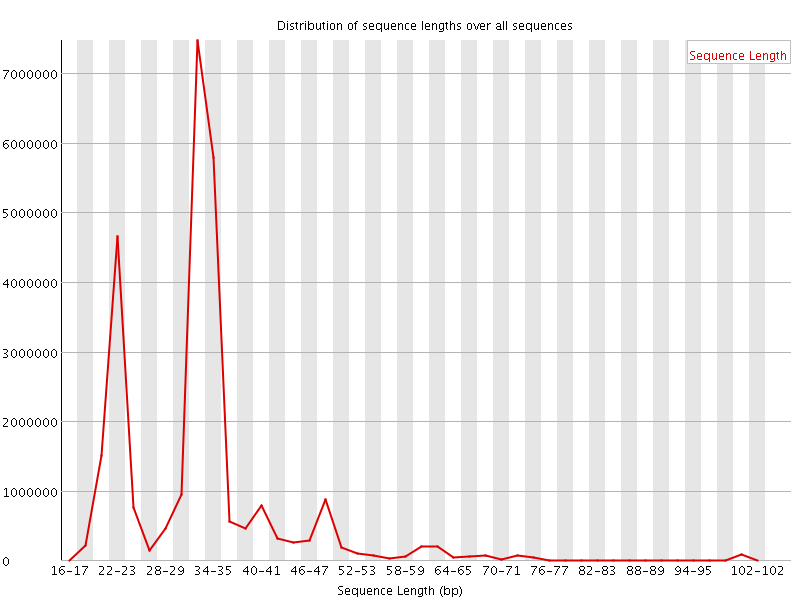 Distribution of sequence lengths over all sequences
Sequence Length
7000000
6000000
5000000
4000000
3000000
2000000
1000000
0
16-17 22-23 28-29 34-35 40-41 46-47 52-53 58-59 64-65 70-71 76-77 82-83 88-89 94-95 102-102
Sequence Length (bp)